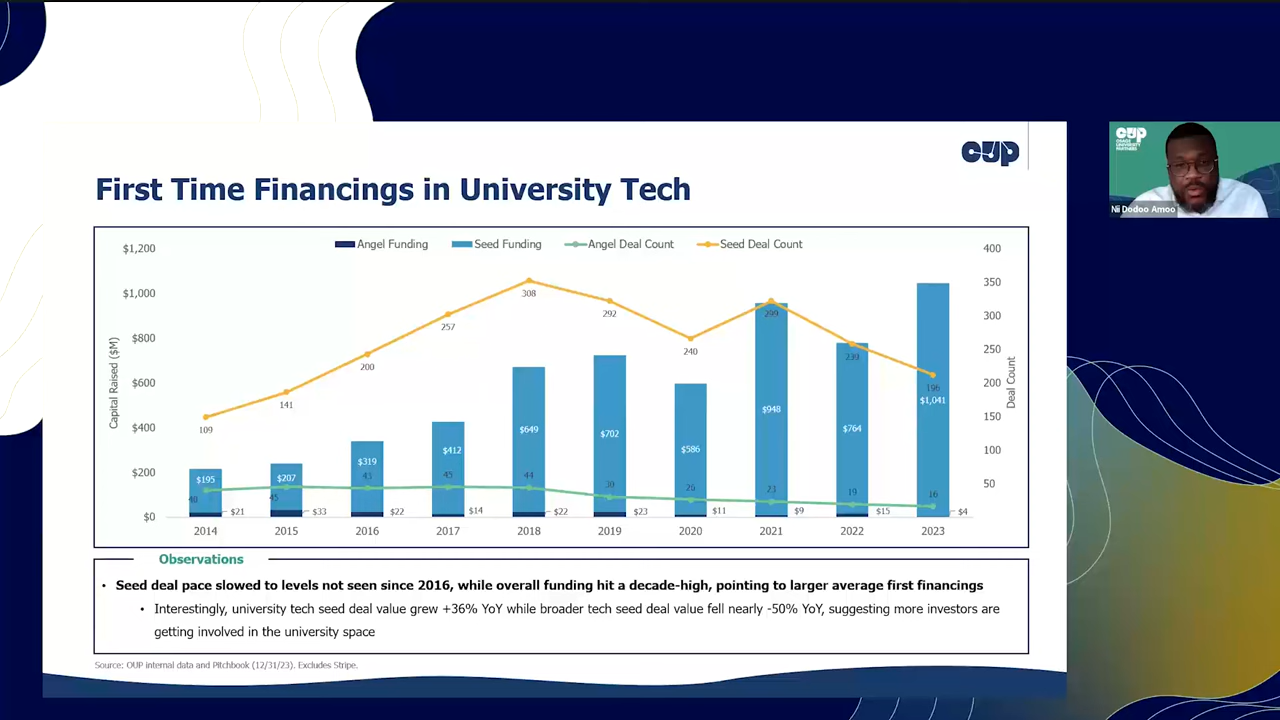 OUP
First Time Financings in University Tech
Angel Funding Seed Funding Angel Deal Count Seed Deal Count
Capital Raised ($M)
$1,200
$1,000
$800
$600
$400
$200
$0
400
350
300
250
200
150
100
50
Deal Count
109 141 200 257 308 292 240 299 239 196
$195 $207 $319 $412 $649 $702 $586 $948 $764 $1,041
40 45 43 45 44 30 26 23 19 16
$21 $33 $22 $14 $22 $23 $11 $9 $15 $4
2014 2015 2016 2017 2018 2019 2020 2021 2022 2023
Observations
• Seed deal pace slowed to levels not seen since 2016, while overall funding hit a decade-high, pointing to larger average first financings
• Interestingly, university tech seed deal value grew +36% YoY while broader tech seed deal value fell nearly -50% YoY, suggesting more investors are
getting involved in the university space
Source: OUP internal data and Pitchbook (12/31/23). Excludes Stripe.
OUP
OSAGE
UNIVERSITY
PARTNERS
Nii Dodoo Amoo